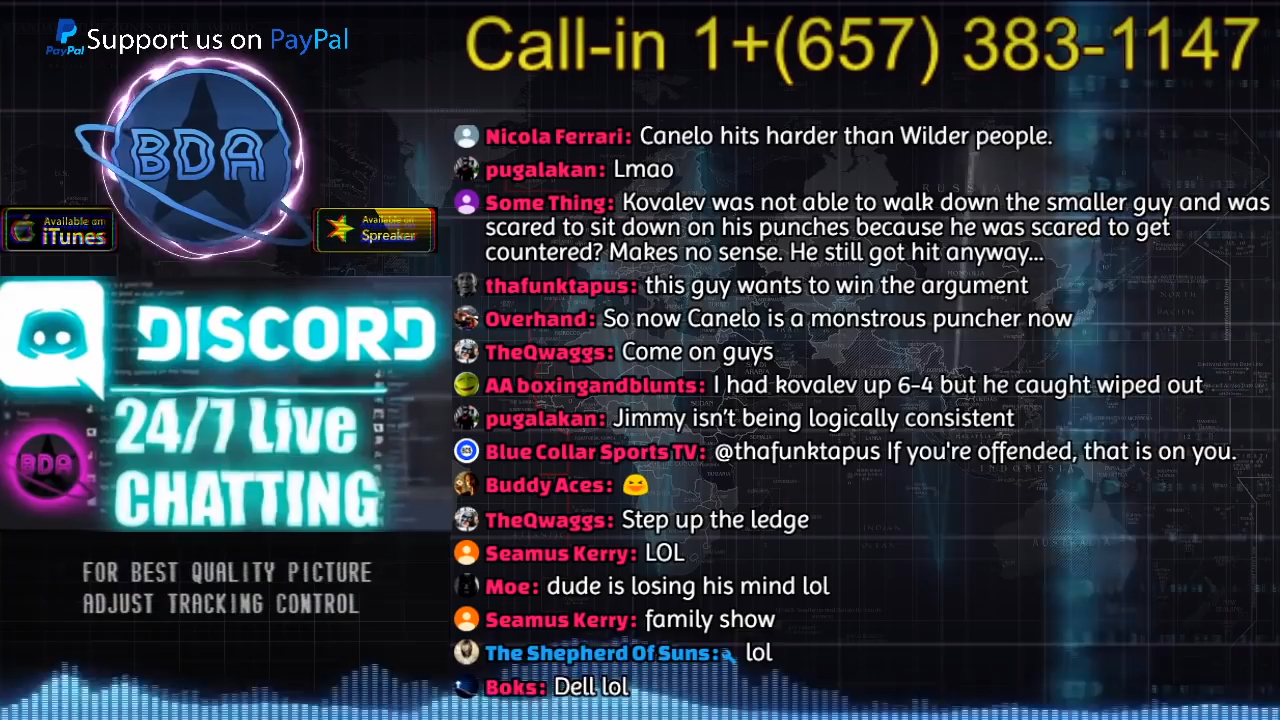 PayPal
Support us on PayPal
Call-in 1+(657) 383-1147
BDA
Available on
iTunes
Available on
Spreaker
DISCORD
24/7 Live
CHATTING
BDA
FOR BEST QUALITY PICTURE
ADJUST TRACKING CONTROL
Nicola Ferrari: Canelo hits harder than Wilder people.
pugalakan: Lmao
Some Thing: Kovalev was not able to walk down the smaller guy and was
scared to sit down on his punches because he was scared to get
countered? Makes no sense. He still got hit anyway...
thafunktapus: this guy wants to win the argument
Overhand: So now Canelo is a monstrous puncher now
TheQwaggs: Come on guys
AA boxingandblunts: I had kovalev up 6-4 but he caught wiped out
pugalakan: Jimmy isn't being logically consistent
Blue Collar Sports TV: @thafunktapus If you're offended, that is on you.
Buddy Aces: 😆
TheQwaggs: Step up the ledge
Seamus Kerry: LOL
Moe: dude is losing his mind lol
Seamus Kerry: family show
The Shepherd Of Suns: lol
Boks: Dell lol